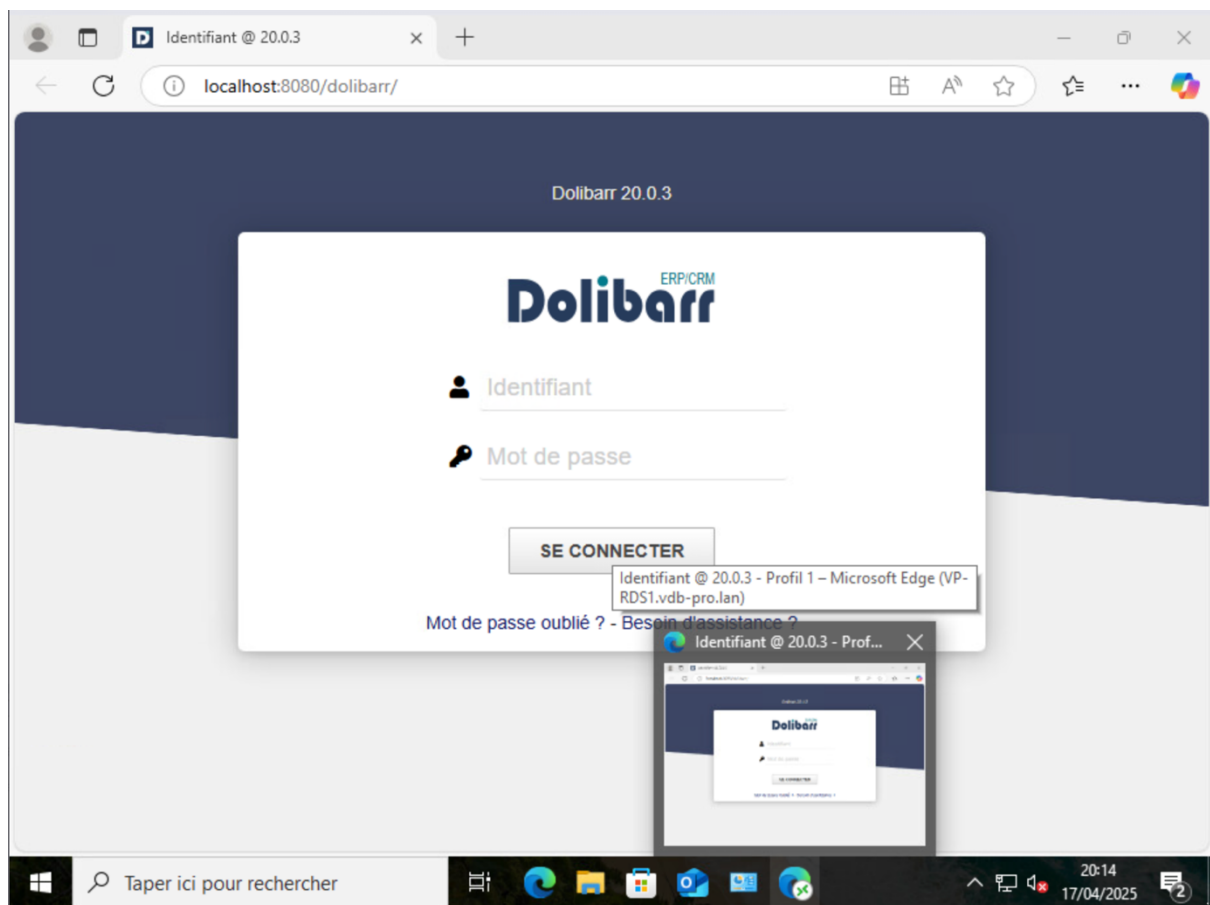 Identifiant @ 20.0.3
localhost:8080/dolibarr/
Dolibarr 20.0.3
ERP/CRM
Dolibarr
Identifiant
Mot de passe
SE CONNECTER
Identifiant @ 20.0.3 - Profil 1 – Microsoft Edge (VP-
RDS1.vdb-pro.lan)
Mot de passe oublié ? - Besoin d'assistance ?
Identifiant @ 20.0.3 - Prof...
Dolibarr
Taper ici pour rechercher
20:14
17/04/2025
2